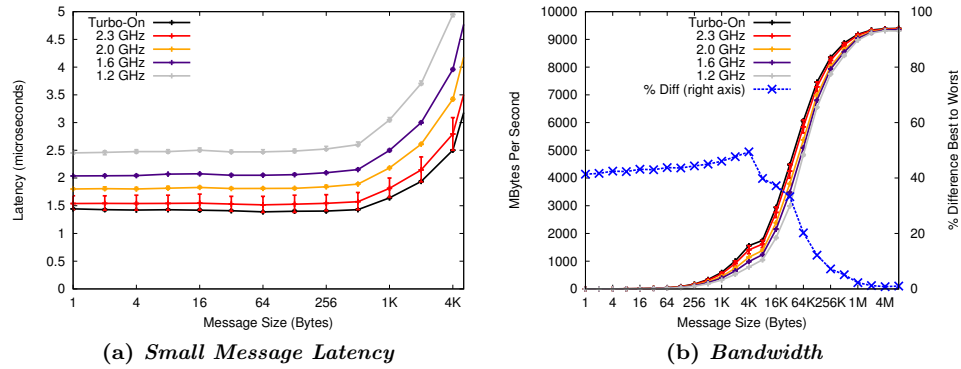 5
4.5
4
3.5
3
2.5
2
1.5
1
0.5
0
Latency (microseconds)
Turbo-On
2.3 GHz
2.0 GHz
1.6 GHz
1.2 GHz
1 4 16 64 256 1K 4K
Message Size (Bytes)
(a) Small Message Latency
10000
9000
8000
7000
6000
5000
4000
3000
2000
1000
0
MBytes Per Second
Turbo-On
2.3 GHz
2.0 GHz
1.6 GHz
1.2 GHz
% Diff (right axis)
100
80
60
40
20
0
% Difference Best to Worst
1 4 16 64 256 1K 4K 16K 64K 256K 1M 4M
Message Size (Bytes)
(b) Bandwidth